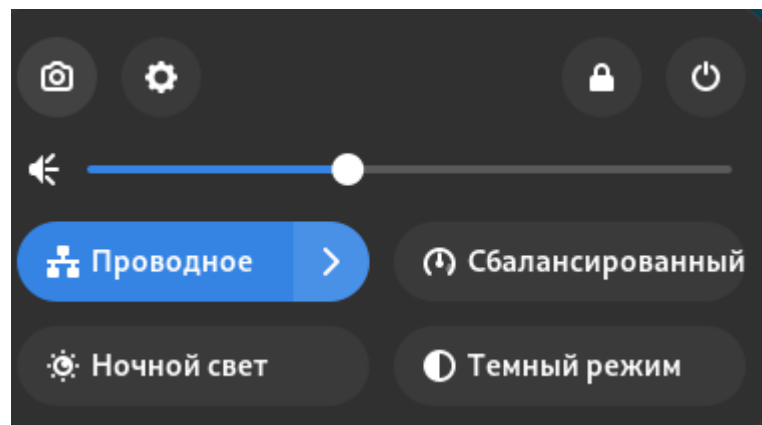 Проводное
Сбалансированный
Ночной свет
Темный режим